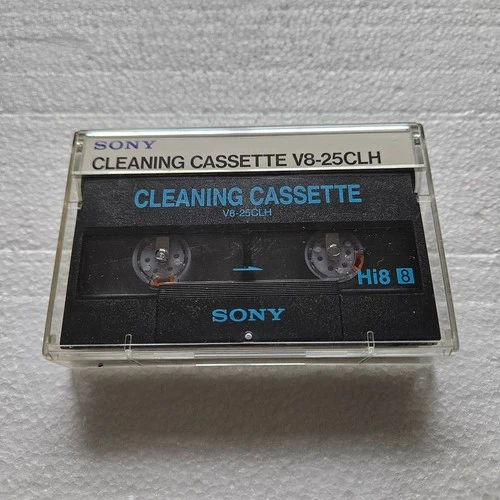 SONY
CLEANING CASSETTE V8-25CLH
CLEANING CASSETTE
V8-25CLH
Hi8 8
SONY